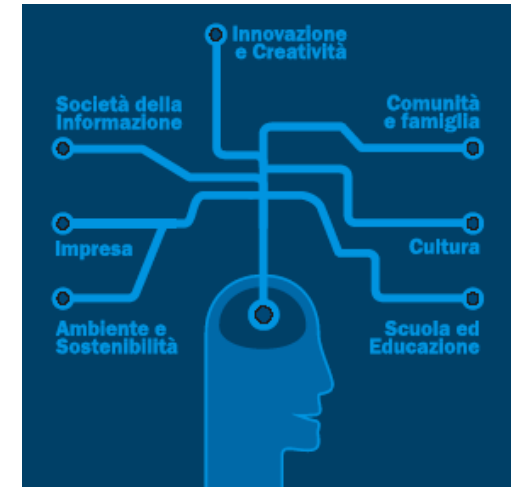 Innovazione
e Creatività
Società della
Informazione
Comunità
e famiglia
Impresa
Cultura
Ambiente e
Sostenibilità
Scuola ed
Educazione